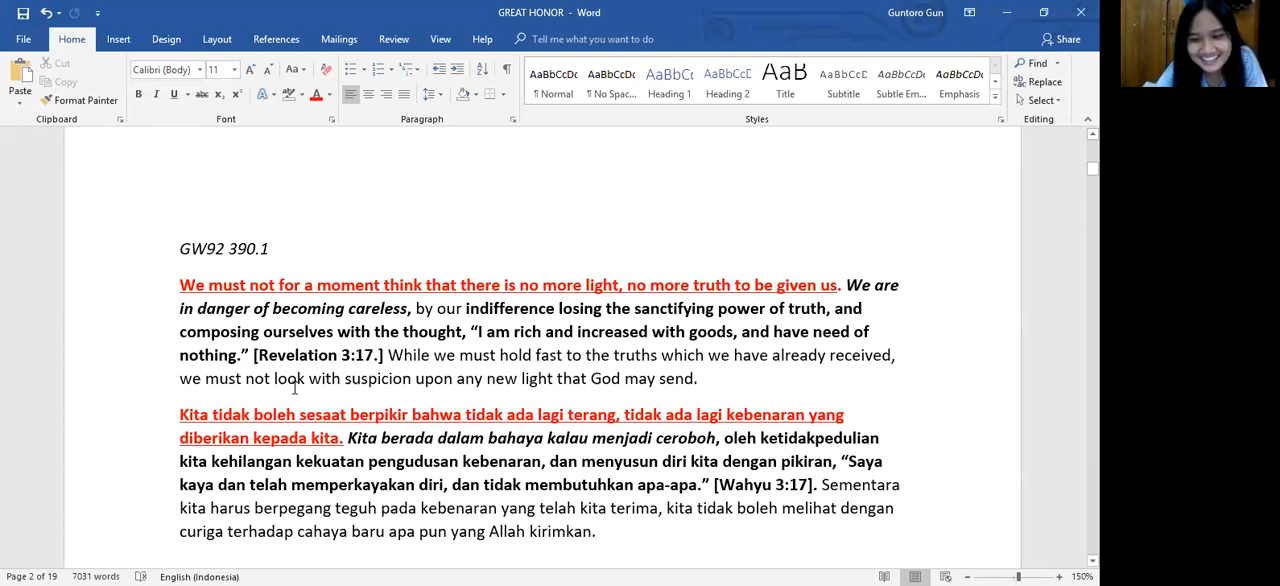 GREAT HONOR - Word
Guntoro Gun
File Home Insert Design Layout References Mailings Review View Help Tell me what you want to do Share
Paste
Cut
Copy
Format Painter
Clipboard
Calibri (Body) 11
Font
Paragraph
AaBbCcDc AaBbCcDc AaBbCc AaBbCcD AaB AaBbCcD AaBbCcDc AaBbCcDc
¶ Normal ¶ No Spac... Heading 1 Heading 2 Title Subtitle Subtle Em... Emphasis
Styles
Find
Replace
Select
Editing
GW92 390.1
We must not for a moment think that there is no more light, no more truth to be given us. We are
in danger of becoming careless, by our indifference losing the sanctifying power of truth, and
composing ourselves with the thought, “I am rich and increased with goods, and have need of
nothing.” [Revelation 3:17.] While we must hold fast to the truths which we have already received,
we must not look with suspicion upon any new light that God may send.
Kita tidak boleh sesaat berpikir bahwa tidak ada lagi terang, tidak ada lagi kebenaran yang
diberikan kepada kita. Kita berada dalam bahaya kalau menjadi ceroboh, oleh ketidakpedulian
kita kehilangan kekuatan pengudusan kebenaran, dan menyusun diri kita dengan pikiran, “Saya
kaya dan telah memperkayakan diri, dan tidak membutuhkan apa-apa.” [Wahyu 3:17]. Sementara
kita harus berpegang teguh pada kebenaran yang telah kita terima, kita tidak boleh melihat dengan
curiga terhadap cahaya baru apa pun yang Allah kirimkan.
Page 2 of 19 7031 words English (Indonesia) 150%